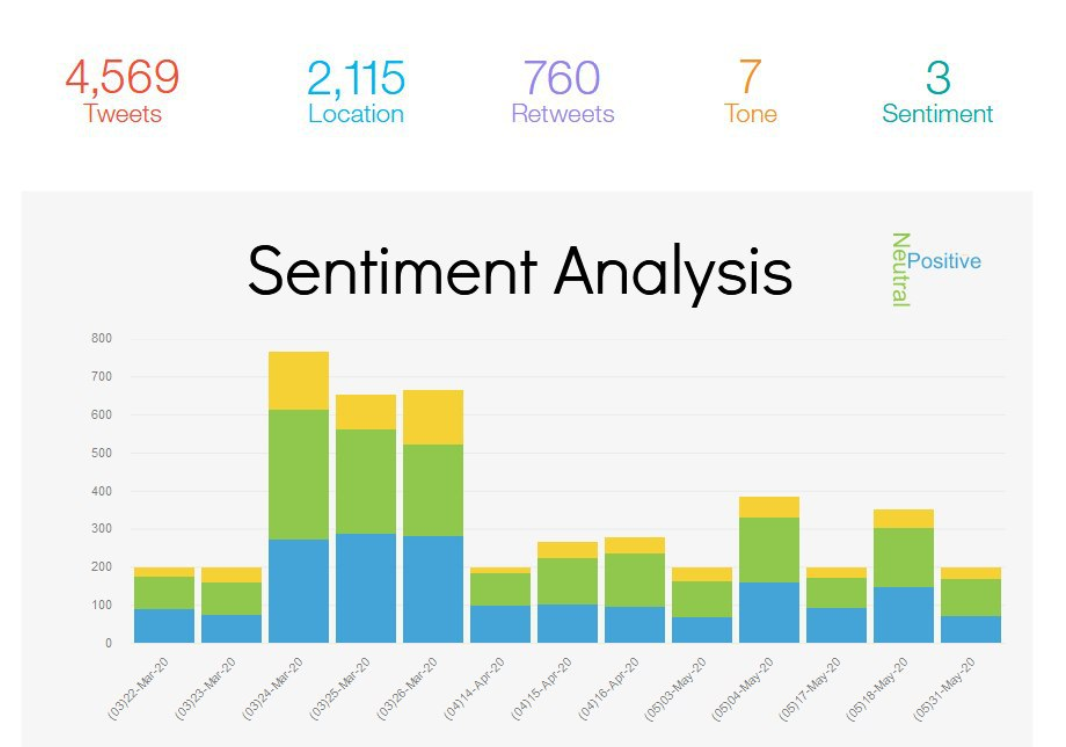 4,569
Tweets
2,115
Location
760
Retweets
7
Tone
3
Sentiment
Sentiment Analysis
Neutral
Positive
800
700
600
500
400
300
200
100
0
(03)22-Mar-20
(03)23-Mar-20
(03)24-Mar-20
(03)25-Mar-20
(03)26-Mar-20
(04)14-Apr-20
(04)15-Apr-20
(04)16-Apr-20
(05)03-May-20
(05)04-May-20
(05)17-May-20
(05)18-May-20
(05)31-May-20